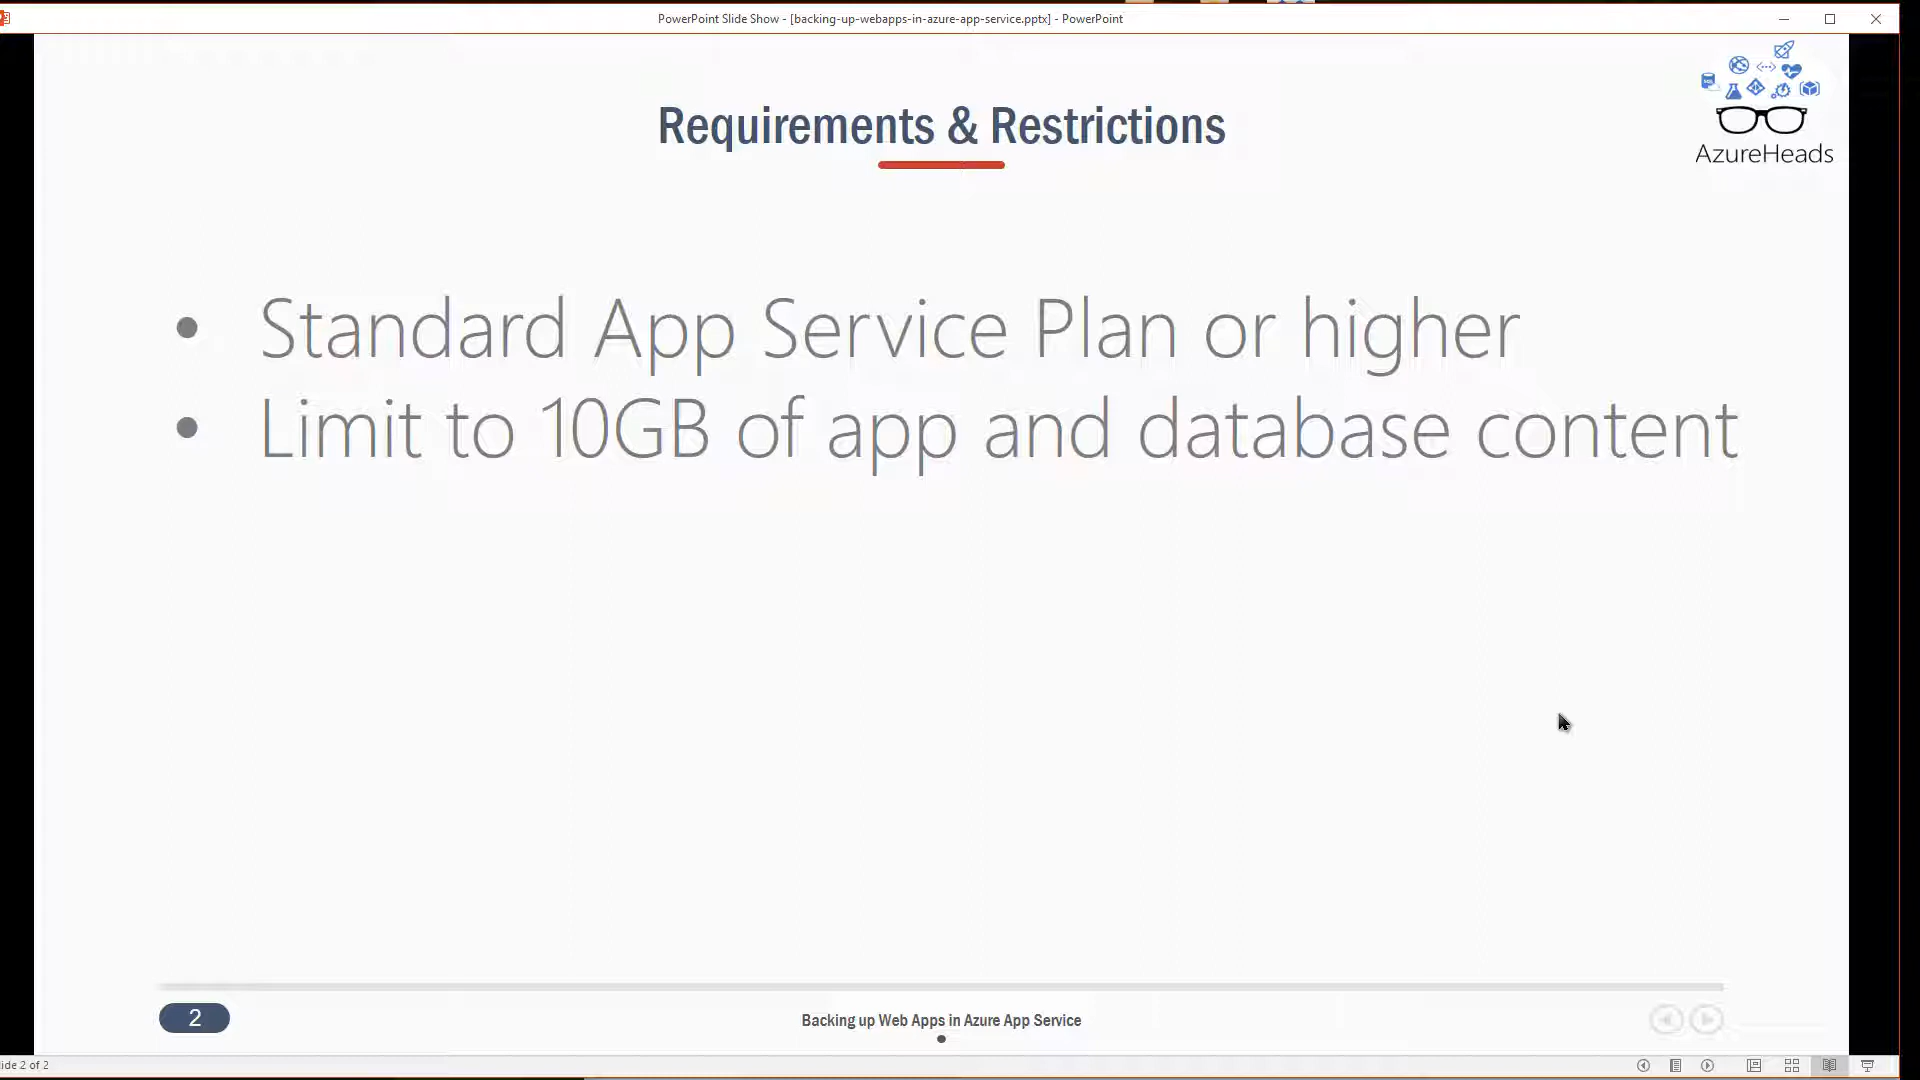 PowerPoint Slide Show - [backing-up-webapps-in-azure-app-service.pptx] - PowerPoint
AzureHeads
Requirements & Restrictions
• Standard App Service Plan or higher
• Limit to 10GB of app and database content
2
Backing up Web Apps in Azure App Service
ide 2 of 2